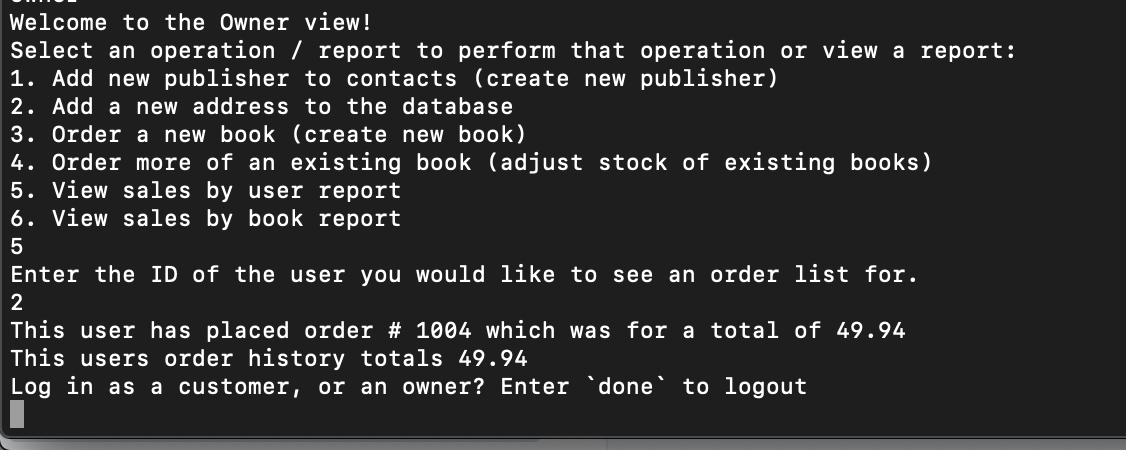 Welcome to the Owner view!
Select an operation / report to perform that operation or view a report:
1. Add new publisher to contacts (create new publisher)
2. Add a new address to the database
3. Order a new book (create new book)
4. Order more of an existing book (adjust stock of existing books)
5. View sales by user report
6. View sales by book report
5
Enter the ID of the user you would like to see an order list for.
2
This user has placed order # 1004 which was for a total of 49.94
This users order history totals 49.94
Log in as a customer, or an owner? Enter `done` to logout